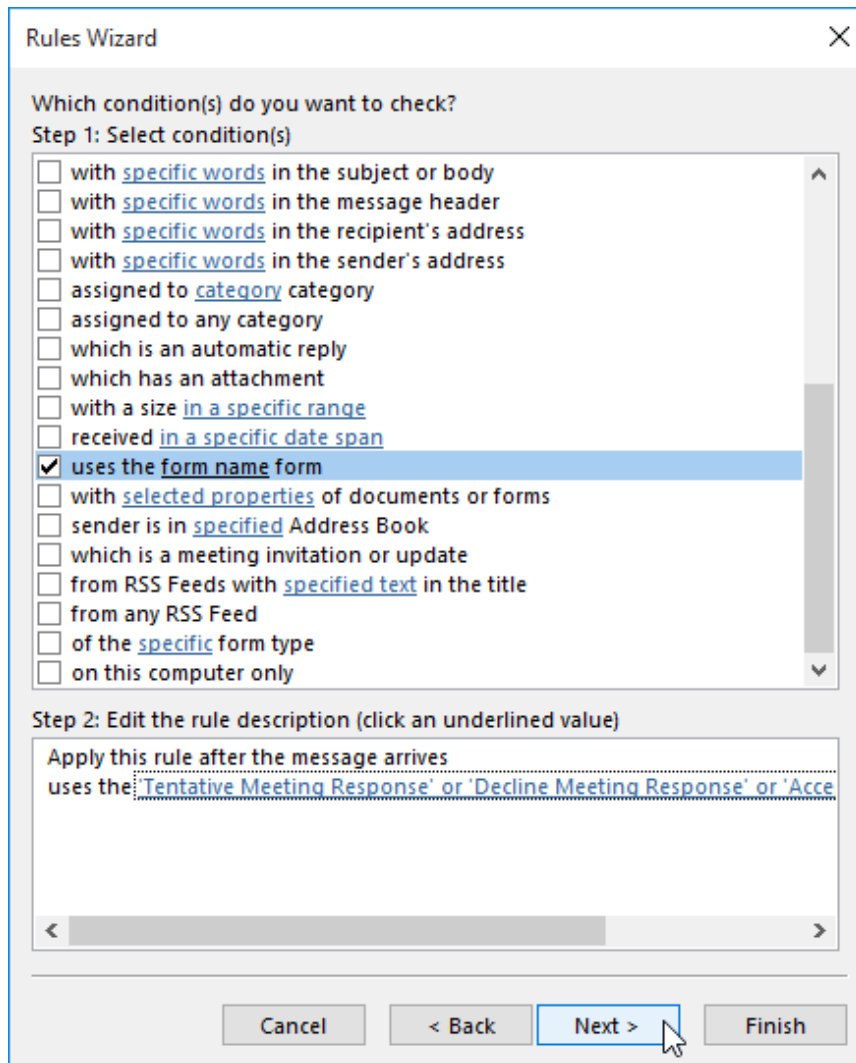 Rules Wizard
Which condition(s) do you want to check?
Step 1: Select condition(s)
with specific words in the subject or body
with specific words in the message header
with specific words in the recipient's address
with specific words in the sender's address
assigned to category category
assigned to any category
which is an automatic reply
which has an attachment
with a size in a specific range
received in a specific date span
uses the form name form
with selected properties of documents or forms
sender is in specified Address Book
which is a meeting invitation or update
from RSS Feeds with specified text in the title
from any RSS Feed
of the specific form type
on this computer only
Step 2: Edit the rule description (click an underlined value)
Apply this rule after the message arrives
uses the 'Tentative Meeting Response' or 'Decline Meeting Response' or 'Acce
Cancel < Back Next > Finish